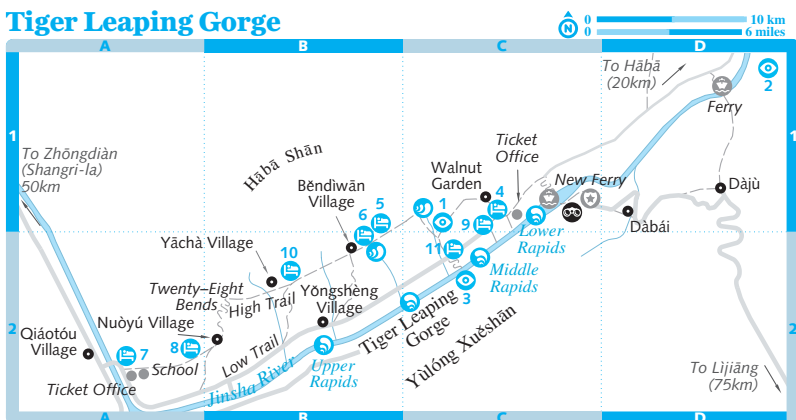 Tiger Leaping Gorge
N
0 10 km
0 6 miles
A B C D
1
2
To Hābā
(20km)
2
Ferry
To Zhōngdiàn
(Shangri-la)
50km
Hābā Shān
Běndìwān
Village
5
6
Walnut
Garden
1
4
9
11
Ticket
Office
New Ferry
Dàjù
Dàbái
Lower
Rapids
Middle
Rapids
3
Yāchà Village
10
Twenty–Eight
Bends
High Trail
Yǒngshèng
Village
Nuòyú Village
Qiáotóu
Village
7
8
School
Ticket Office
Low Trail
Jinsha River
Upper
Rapids
Tiger Leaping
Gorge
Yùlóng Xuěshān
To Lìjiāng
(75km)
1
2
A B C D